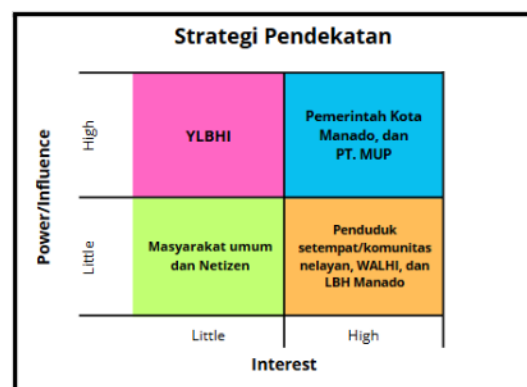 Strategi Pendekatan
Power/Influence
High
YLBHI
Pemerintah Kota
Manado, dan
PT. MUP
Little
Masyarakat umum
dan Netizen
Penduduk
setempat/komunitas
nelayan, WALHI, dan
LBH Manado
Little
High
Interest